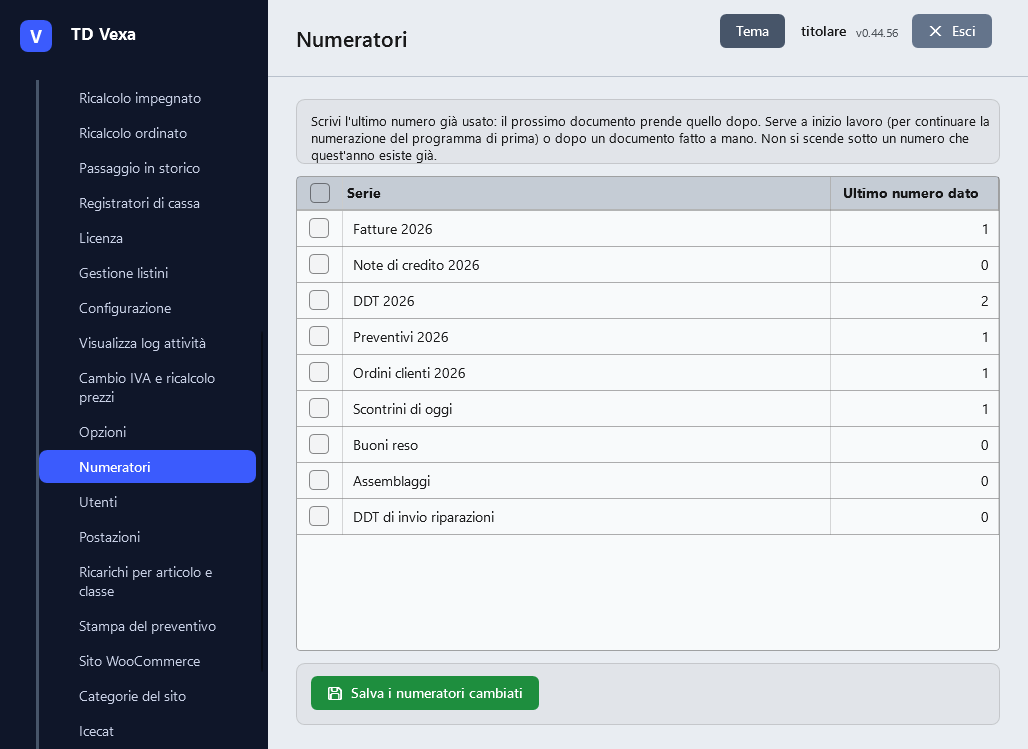 V
TD Vexa
Ricalcolo impegnato
Ricalcolo ordinato
Passaggio in storico
Registratori di cassa
Licenza
Gestione listini
Configurazione
Visualizza log attività
Cambio IVA e ricalcolo
prezzi
Opzioni
Numeratori
Utenti
Postazioni
Ricarichi per articolo e
classe
Stampa del preventivo
Sito WooCommerce
Categorie del sito
Icecat
Numeratori
Tema
titolare v0.44.56
Esci
Scrivi l'ultimo numero già usato: il prossimo documento prende quello dopo. Serve a inizio lavoro (per continuare la
numerazione del programma di prima) o dopo un documento fatto a mano. Non si scende sotto un numero che
quest'anno esiste già.
Serie Ultimo numero dato
Fatture 2026 1
Note di credito 2026 0
DDT 2026 2
Preventivi 2026 1
Ordini clienti 2026 1
Scontrini di oggi 1
Buoni reso 0
Assemblaggi 0
DDT di invio riparazioni 0
Salva i numeratori cambiati